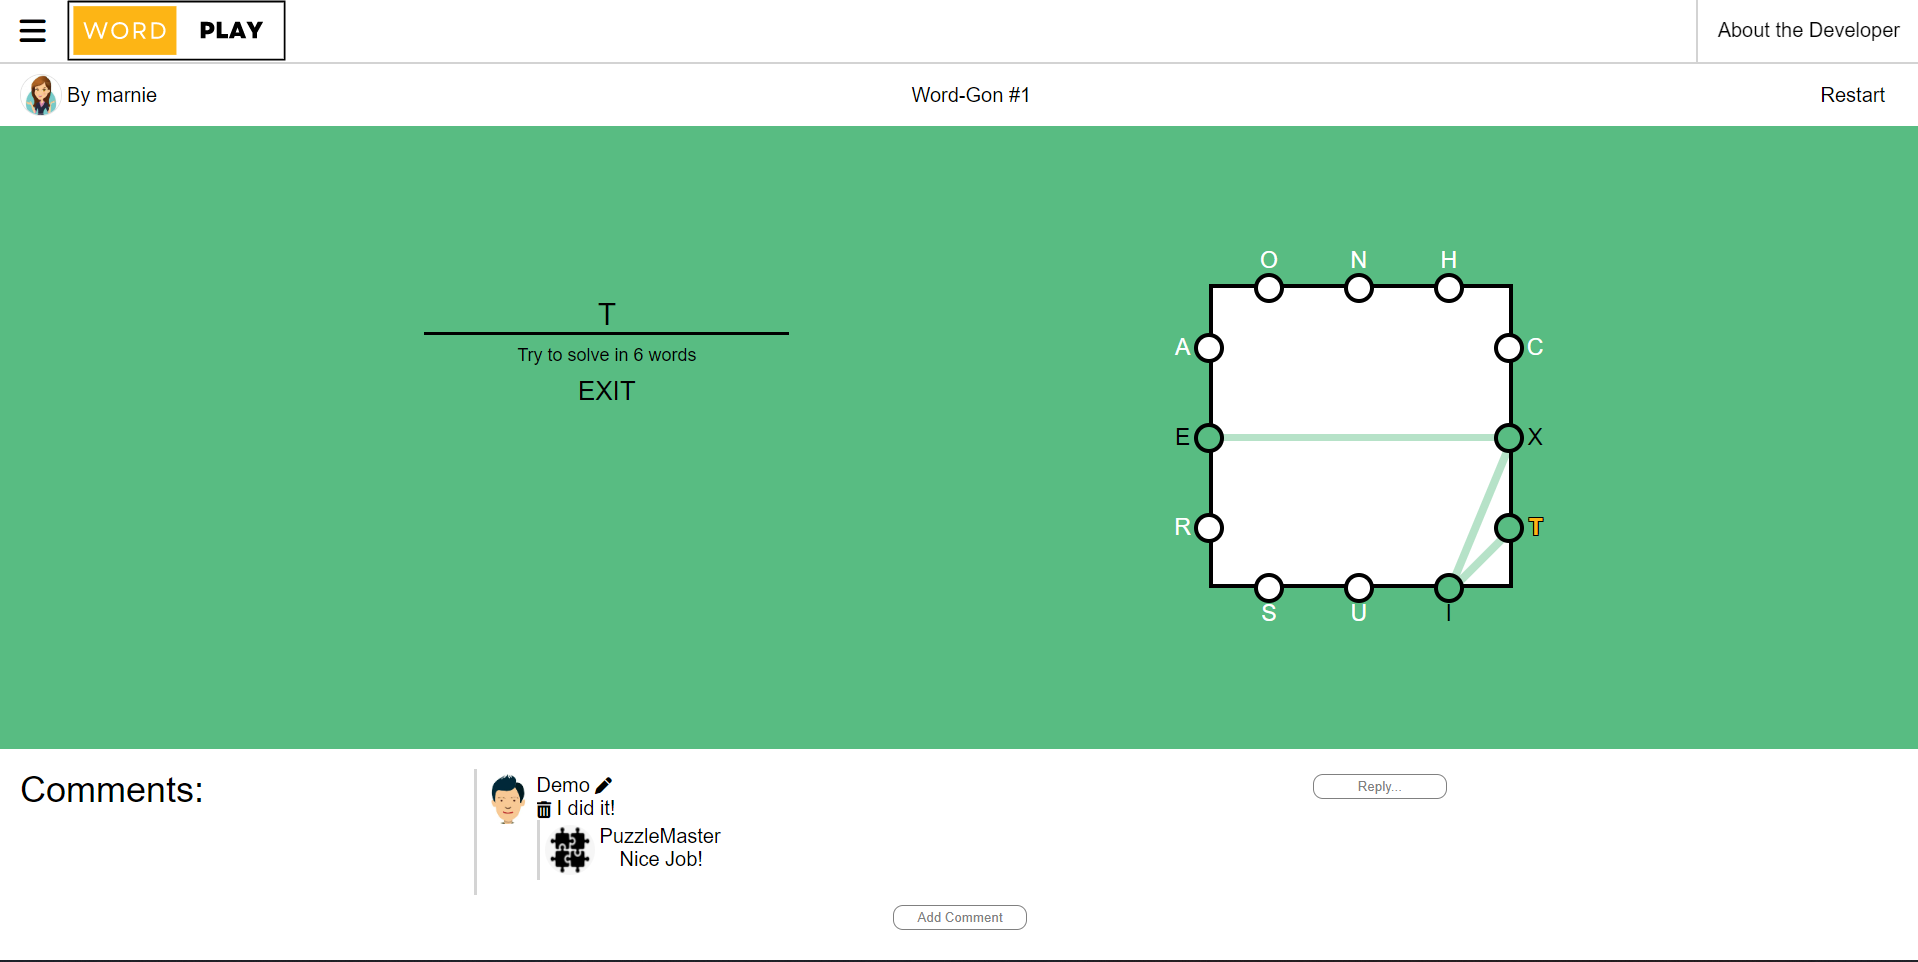 WORD PLAY
About the Developer
By marnie
Word-Gon #1
Restart
T
Try to solve in 6 words
EXIT
O N H
A C
E X
R T
S U I
Comments:
Demo
I did it!
PuzzleMaster
Nice Job!
Reply...
Add Comment